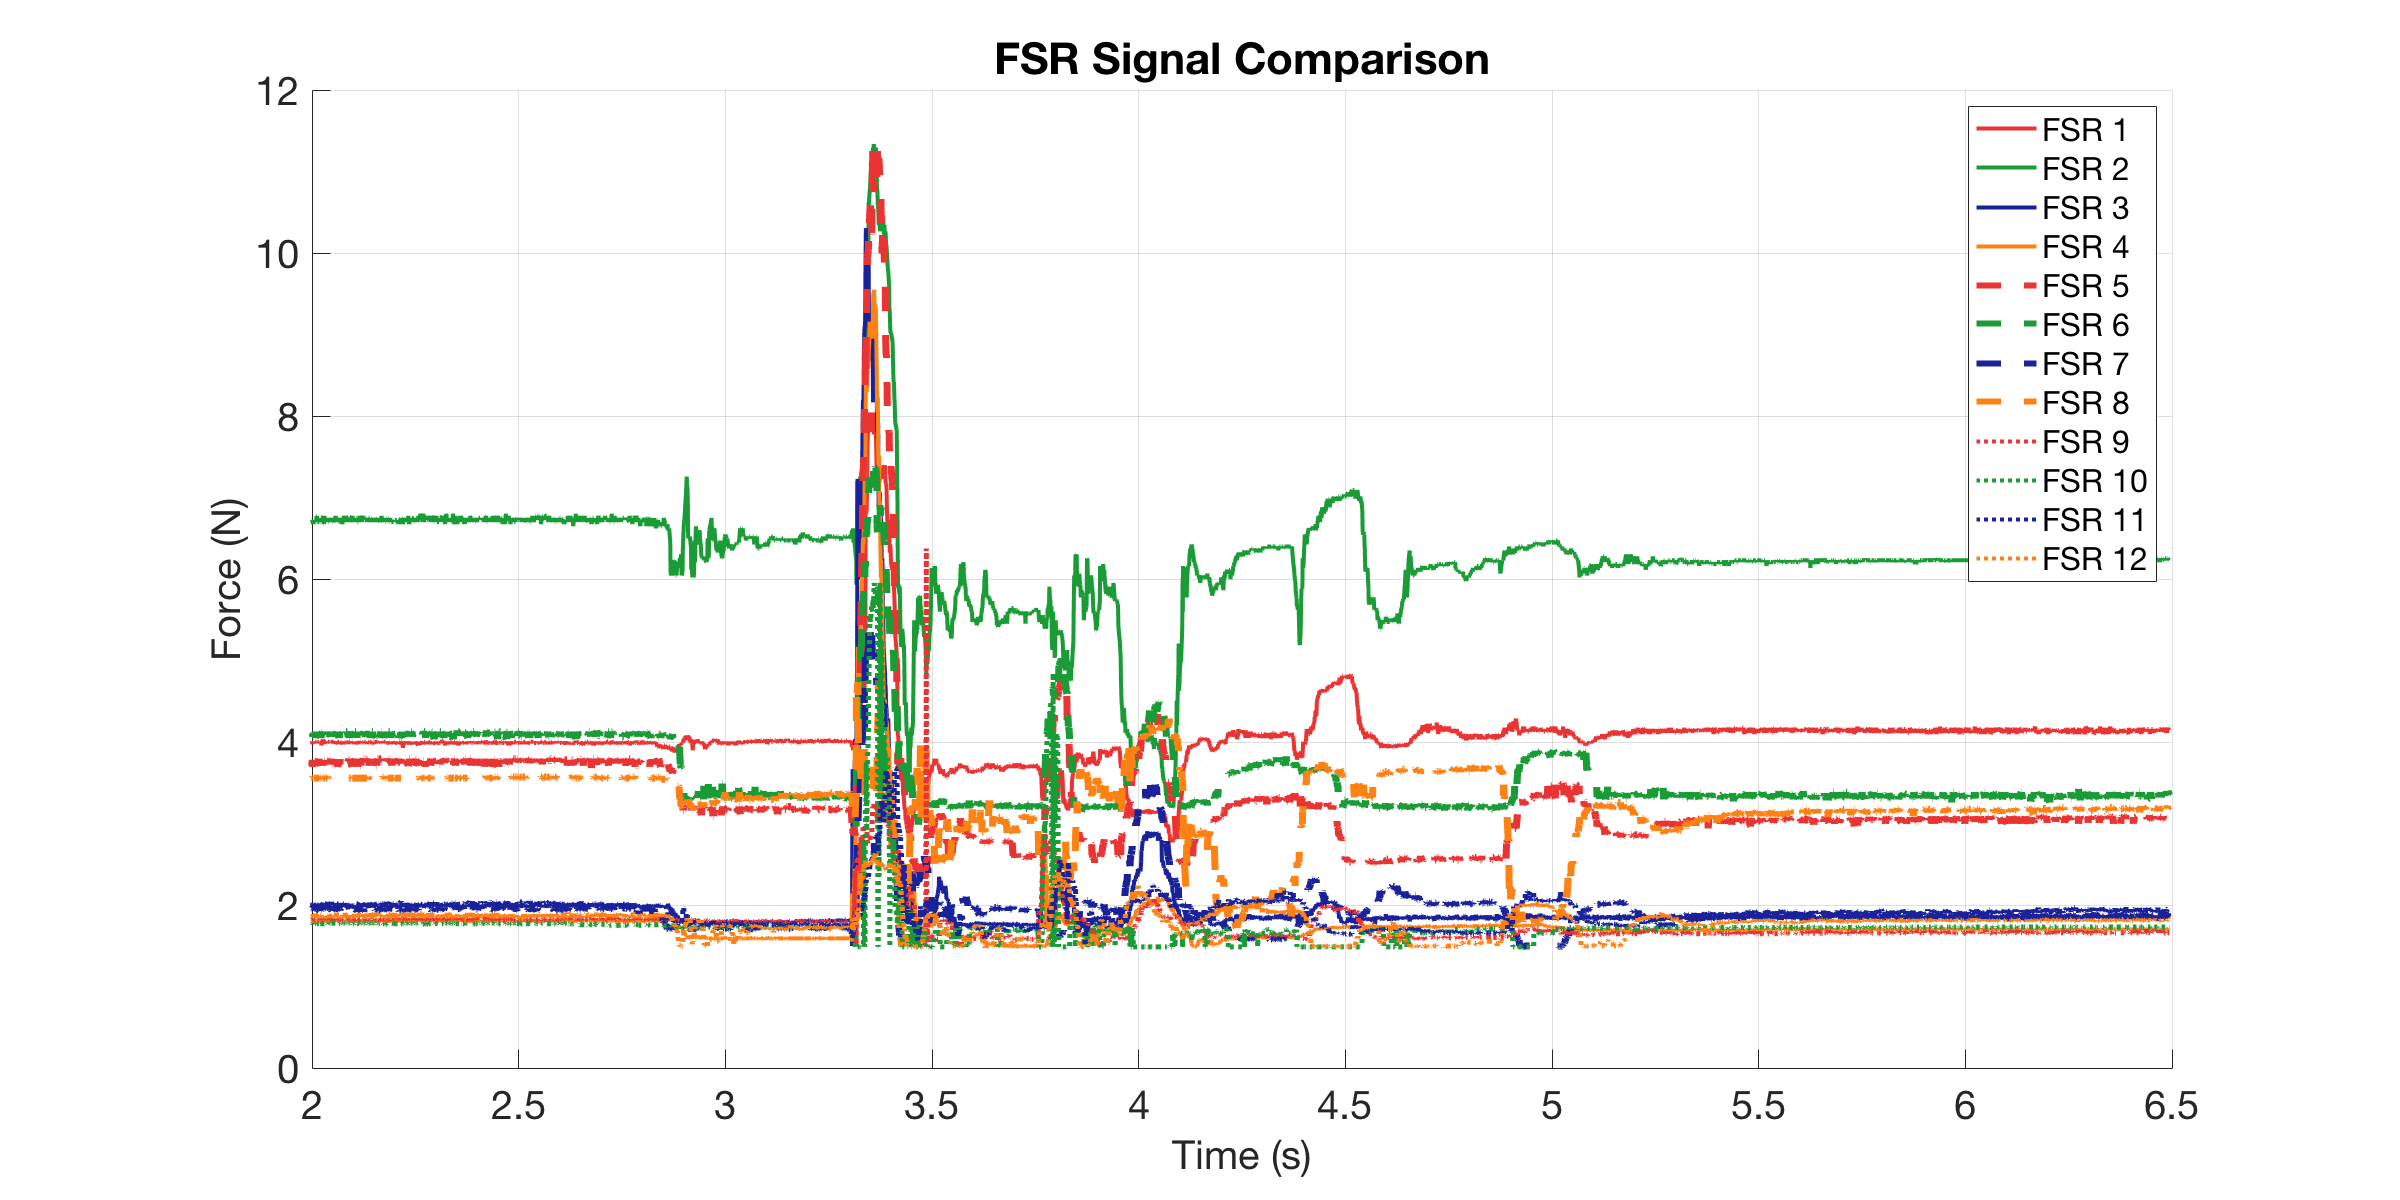 FSR Signal Comparison
12
10
8
6
4
2
0
Force (N)
2 2.5 3 3.5 4 4.5 5 5.5 6 6.5
Time (s)
FSR 1
FSR 2
FSR 3
FSR 4
FSR 5
FSR 6
FSR 7
FSR 8
FSR 9
FSR 10
FSR 11
FSR 12